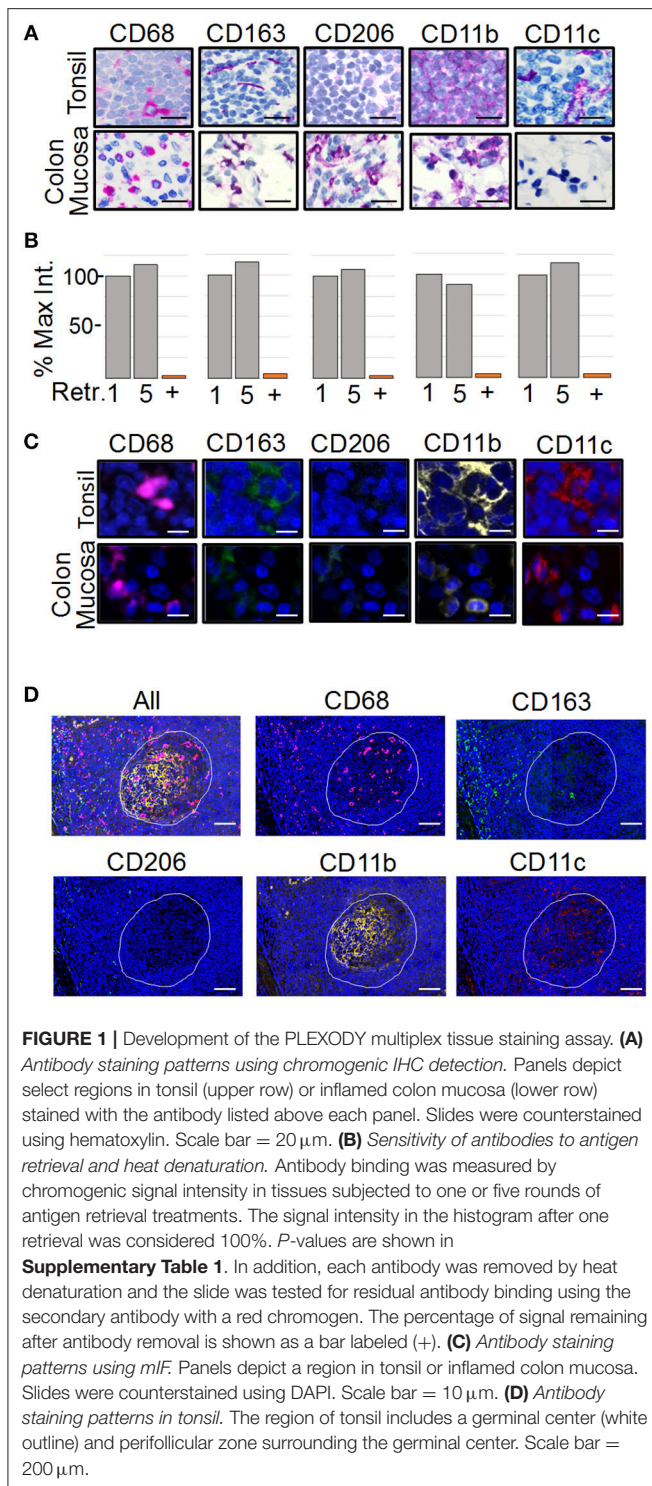 A
CD68 CD163 CD206 CD11b CD11c
Tonsil
Colon
Mucosa
B
% Max Int.
100
50
Retr. 1 5 + 1 5 + 1 5 + 1 5 + 1 5 +
C
CD68 CD163 CD206 CD11b CD11c
Tonsil
Colon
Mucosa
D
All CD68 CD163
CD206 CD11b CD11c
FIGURE 1 | Development of the PLEXODY multiplex tissue staining assay. (A)
Antibody staining patterns using chromogenic IHC detection. Panels depict
select regions in tonsil (upper row) or inflamed colon mucosa (lower row)
stained with the antibody listed above each panel. Slides were counterstained
using hematoxylin. Scale bar = 20 μm. (B) Sensitivity of antibodies to antigen
retrieval and heat denaturation. Antibody binding was measured by
chromogenic signal intensity in tissues subjected to one or five rounds of
antigen retrieval treatments. The signal intensity in the histogram after one
retrieval was considered 100%. P-values are shown in
Supplementary Table 1. In addition, each antibody was removed by heat
denaturation and the slide was tested for residual antibody binding using the
secondary antibody with a red chromogen. The percentage of signal remaining
after antibody removal is shown as a bar labeled (+). (C) Antibody staining
patterns using mIF. Panels depict a region in tonsil or inflamed colon mucosa.
Slides were counterstained using DAPI. Scale bar = 10 μm. (D) Antibody
staining patterns in tonsil. The region of tonsil includes a germinal center (white
outline) and perifollicular zone surrounding the germinal center. Scale bar =
200 μm.